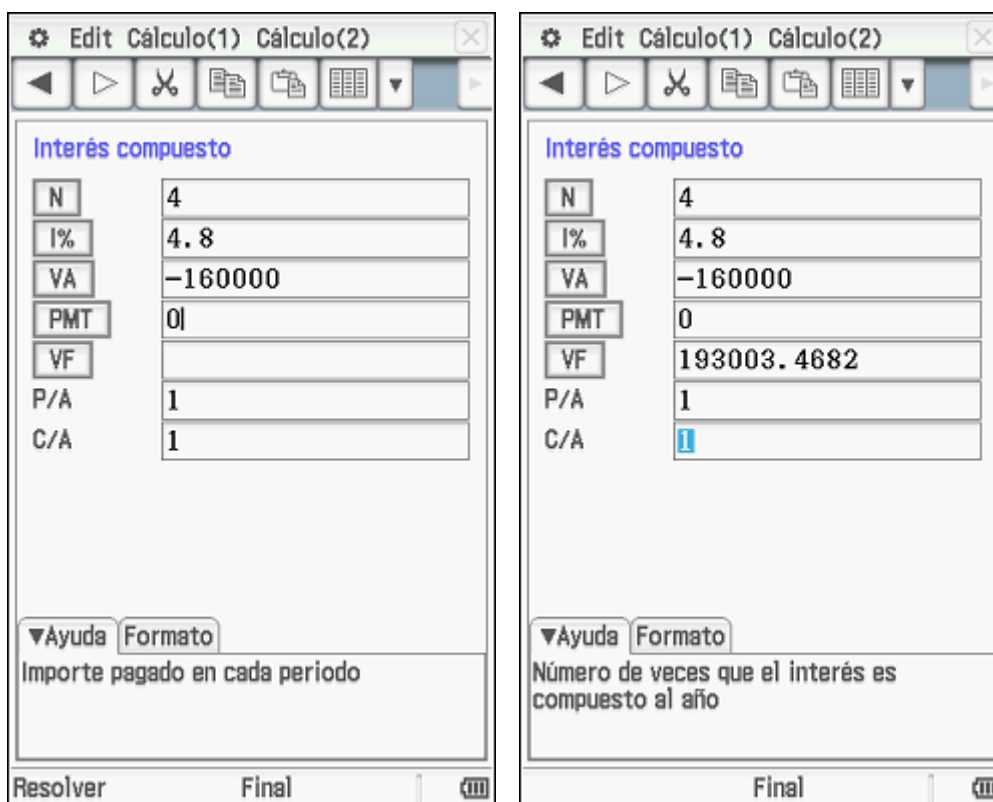 Edit Cálculo(1) Cálculo(2)
Interés compuesto
N 4
I% 4.8
VA -160000
PMT 0
VF
P/A 1
C/A 1
▼Ayuda Formato
Importe pagado en cada periodo
Resolver Final
Edit Cálculo(1) Cálculo(2)
Interés compuesto
N 4
I% 4.8
VA -160000
PMT 0
VF 193003.4682
P/A 1
C/A 1
▼Ayuda Formato
Número de veces que el interés es
compuesto al año
Final